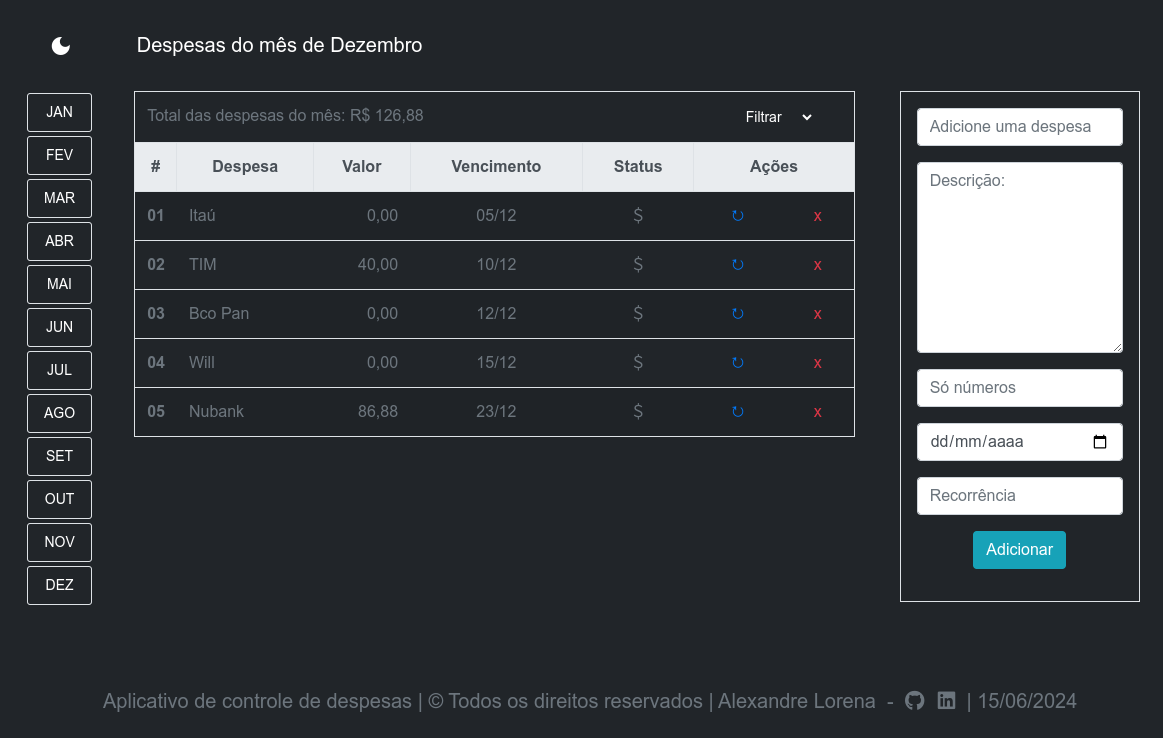 Despesas do mês de Dezembro
JAN
FEV
MAR
ABR
MAI
JUN
JUL
AGO
SET
OUT
NOV
DEZ
Total das despesas do mês: R$ 126,88 Filtrar
# Despesa Valor Vencimento Status Ações
01 Itaú 0,00 05/12 $ ↻ x
02 TIM 40,00 10/12 $ ↻ x
03 Bco Pan 0,00 12/12 $ ↻ x
04 Will 0,00 15/12 $ ↻ x
05 Nubank 86,88 23/12 $ ↻ x
Adicione uma despesa
Descrição:
Só números
dd/mm/aaaa
Recorrência
Adicionar
Aplicativo de controle de despesas | © Todos os direitos reservados | Alexandre Lorena - | 15/06/2024